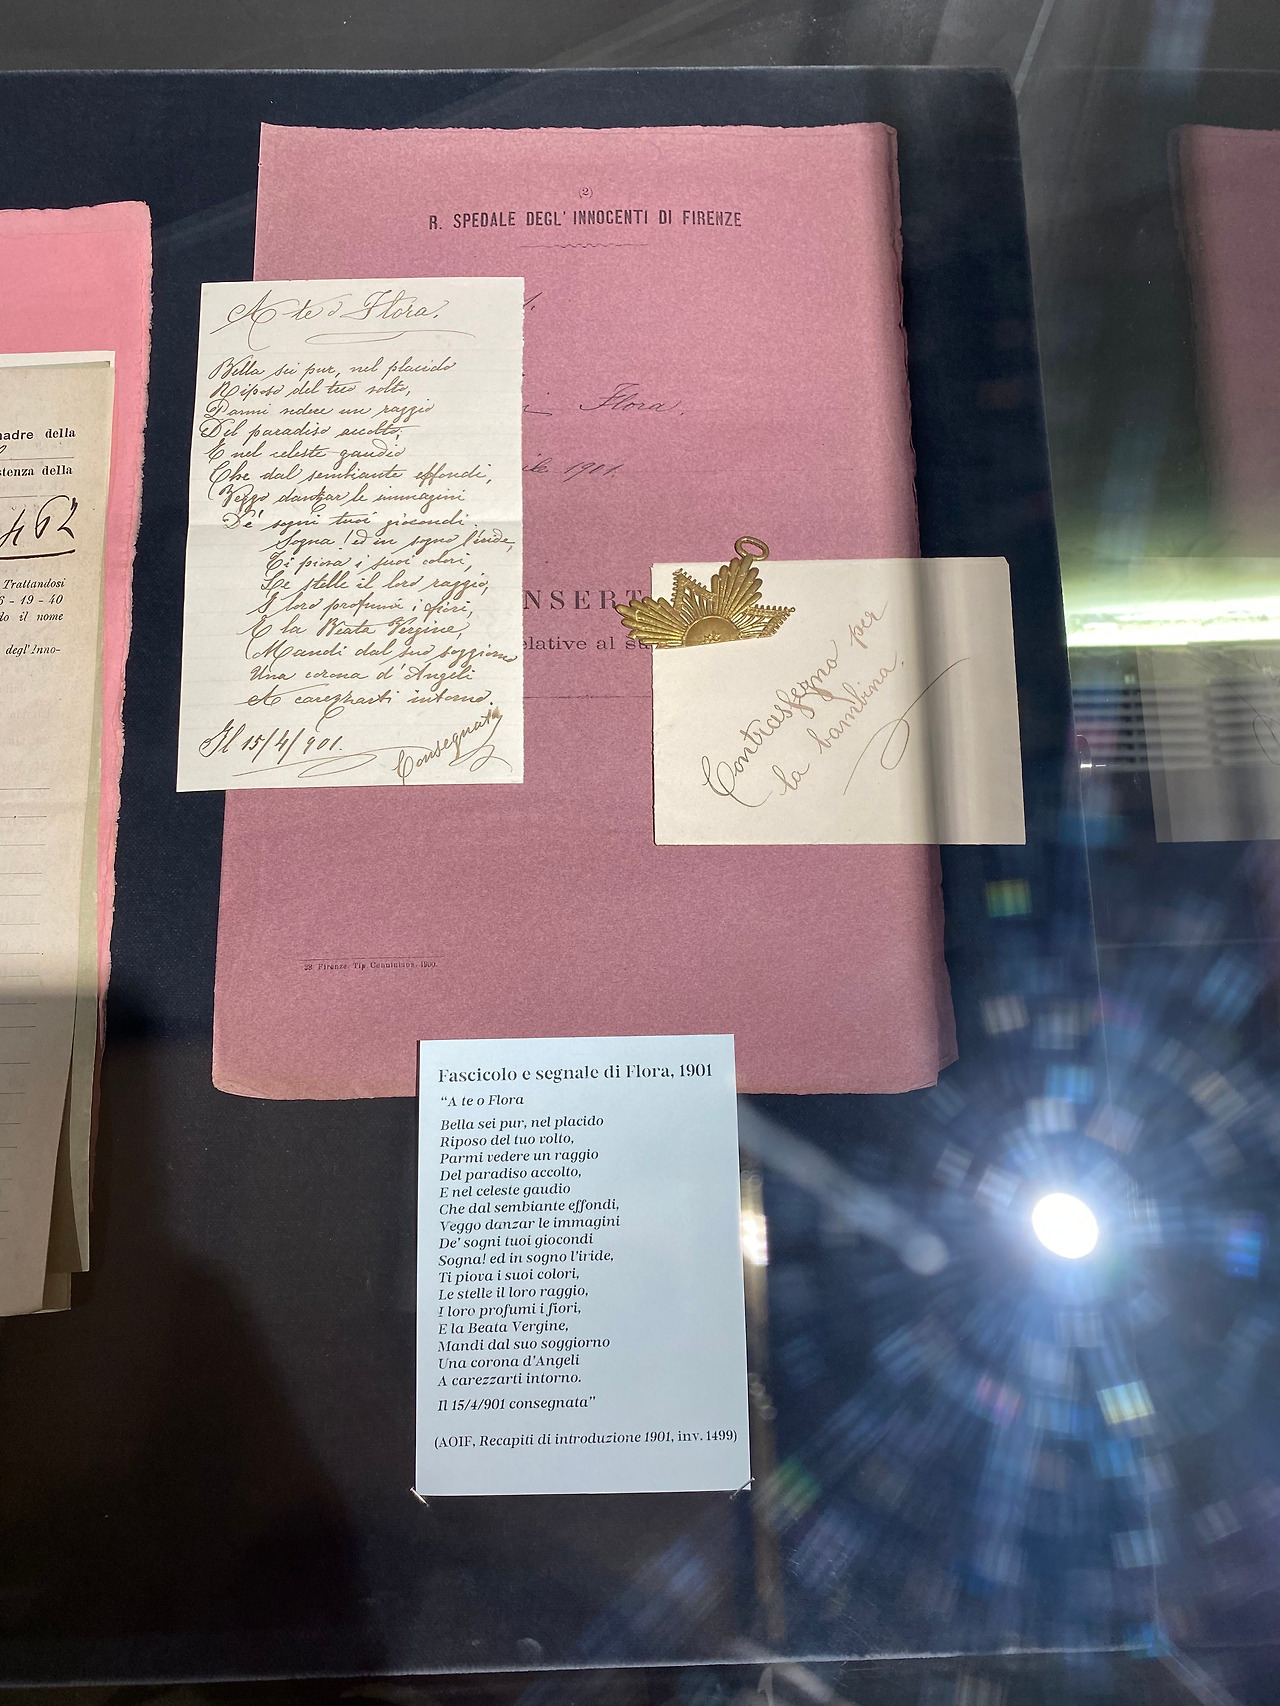 (2)
R. SPEDALE DEGL' INNOCENTI DI FIRENZE
Flora.
1901.
NSERT
elative al su
28 Firenze, Tip. 1900.
A te o Flora.
Bella sei pur, nel placido
Riposo del tuo volto,
Parmi vedere un raggio
Del paradiso accolto;
E nel celeste gaudio
Che dal sembiante effondi,
Veggo danzar le immagini
De' sogni tuoi giocondi.
Sogna! ed in sogno l'iride,
Ti piova i suoi colori,
Le stelle il loro raggio,
I loro profumi i fiori,
E la Beata Vergine,
Mandi dal suo soggiorno
Una corona d'Angeli
A carezzarti intorno.
Il 15/4/901.
Consegnata
Contrassegno per
la bambina.
madre della
stenza della
462
Trattandosi
6 - 19 - 40
do il nome
degl'Inno-
Fascicolo e segnale di Flora, 1901
“A te o Flora
Bella sei pur, nel placido
Riposo del tuo volto,
Parmi vedere un raggio
Del paradiso accolto,
E nel celeste gaudio
Che dal sembiante effondi,
Veggo danzar le immagini
De' sogni tuoi giocondi
Sogna! ed in sogno l'iride,
Ti piova i suoi colori,
Le stelle il loro raggio,
I loro profumi i fiori,
E la Beata Vergine,
Mandi dal suo soggiorno
Una corona d'Angeli
A carezzarti intorno.
Il 15/4/901 consegnata”
(AOIF, Recapiti di introduzione 1901, inv. 1499)